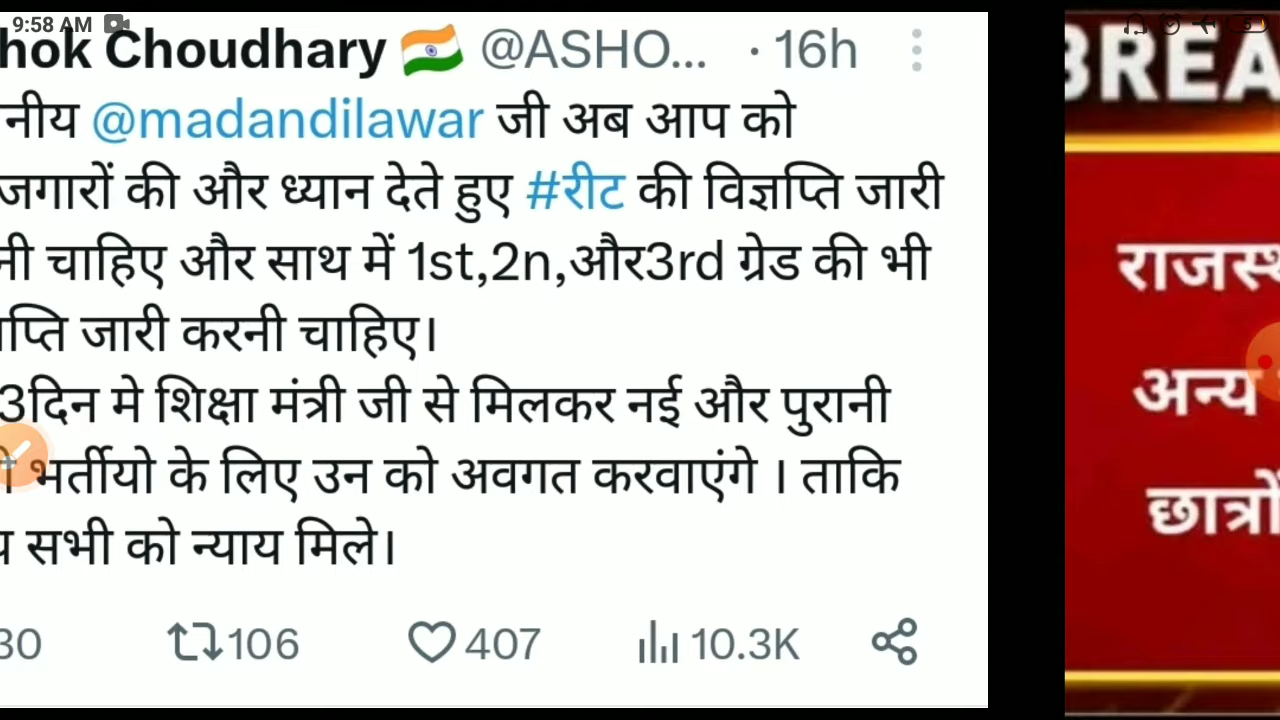 9:58 AM
hok Choudhary 🇮🇳 @ASHO... · 16h
नीय @madandilawar जी अब आप को
जगारों की और ध्यान देते हुए #रीट की विज्ञप्ति जारी
नी चाहिए और साथ में 1st,2n,और3rd ग्रेड की भी
प्ति जारी करनी चाहिए।
3दिन मे शिक्षा मंत्री जी से मिलकर नई और पुरानी
भर्तीयो के लिए उन को अवगत करवाएंगे । ताकि
सभी को न्याय मिले।
30 106 407 10.3K
BREA
राजस्थ
अन्य
छात्रों